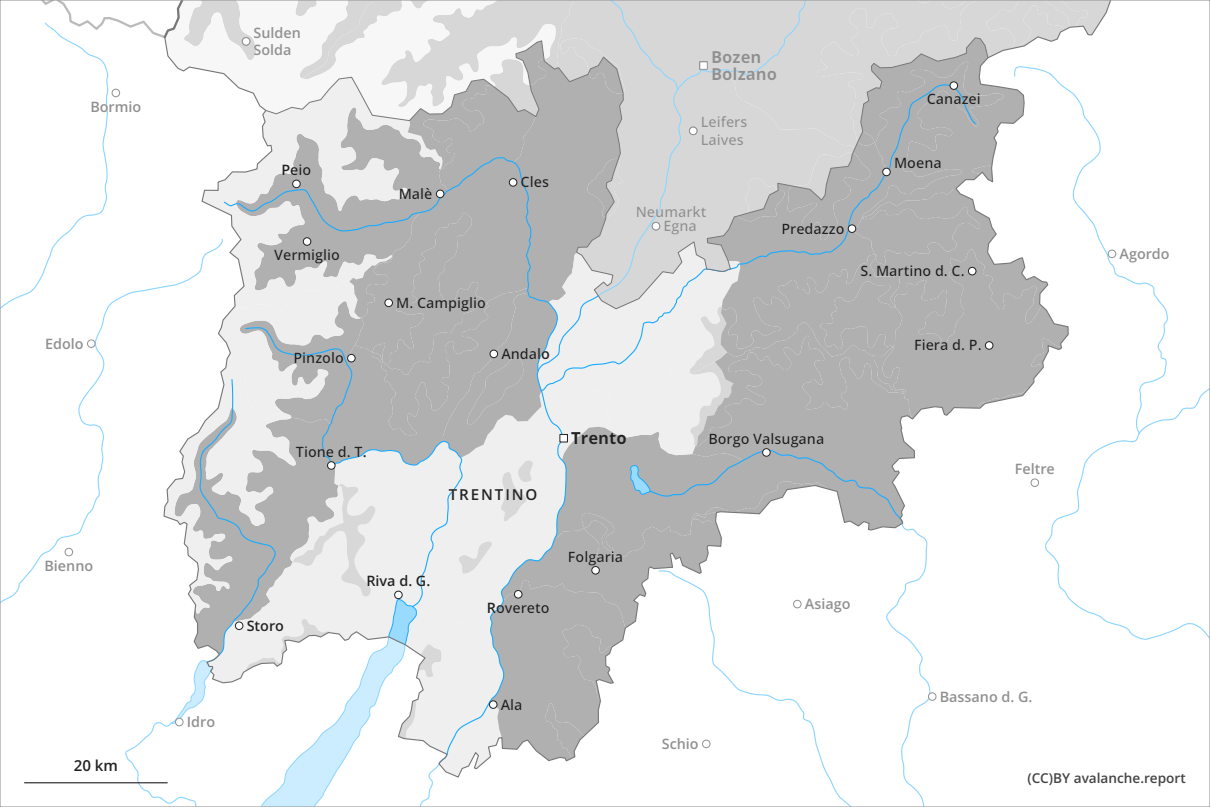 Sulden
Solda
Bozen
Bolzano
Bormio
Canazei
Leifers
Laives
Moena
Peio
Malè
Cles
Neumarkt
Egna
Predazzo
Vermiglio
Agordo
S. Martino d. C.
M. Campiglio
Edolo
Pinzolo
Andalo
Fiera d. P.
Trento
Borgo Valsugana
Tione d. T.
Feltre
TRENTINO
Bienno
Folgaria
Riva d. G.
Rovereto
Asiago
Storo
Bassano d. G.
Ala
Idro
Schio
20 km
(CC)BY avalanche.report